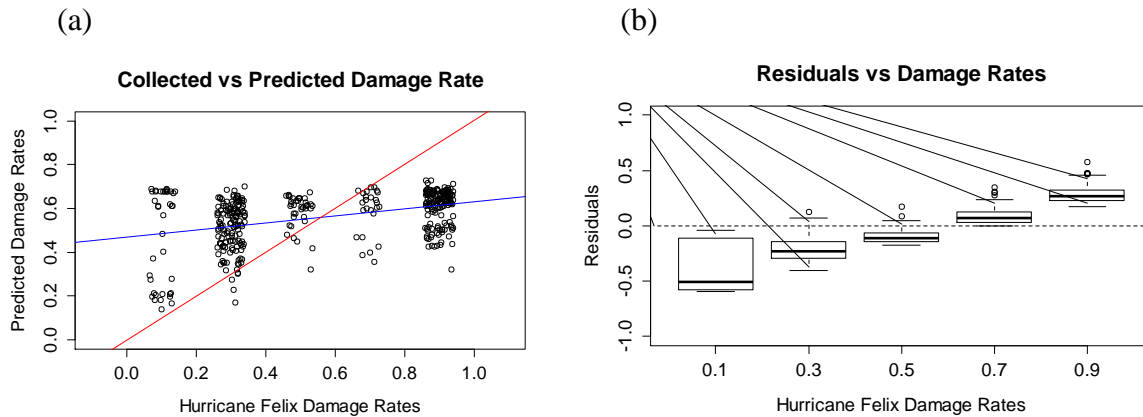 (a)
Collected vs Predicted Damage Rate
Predicted Damage Rates
1.0
0.8
0.6
0.4
0.2
0.0
0.0 0.2 0.4 0.6 0.8 1.0
Hurricane Felix Damage Rates
(b)
Residuals vs Damage Rates
Residuals
1.0
0.5
0.0
-0.5
-1.0
0.1 0.3 0.5 0.7 0.9
Hurricane Felix Damage Rates